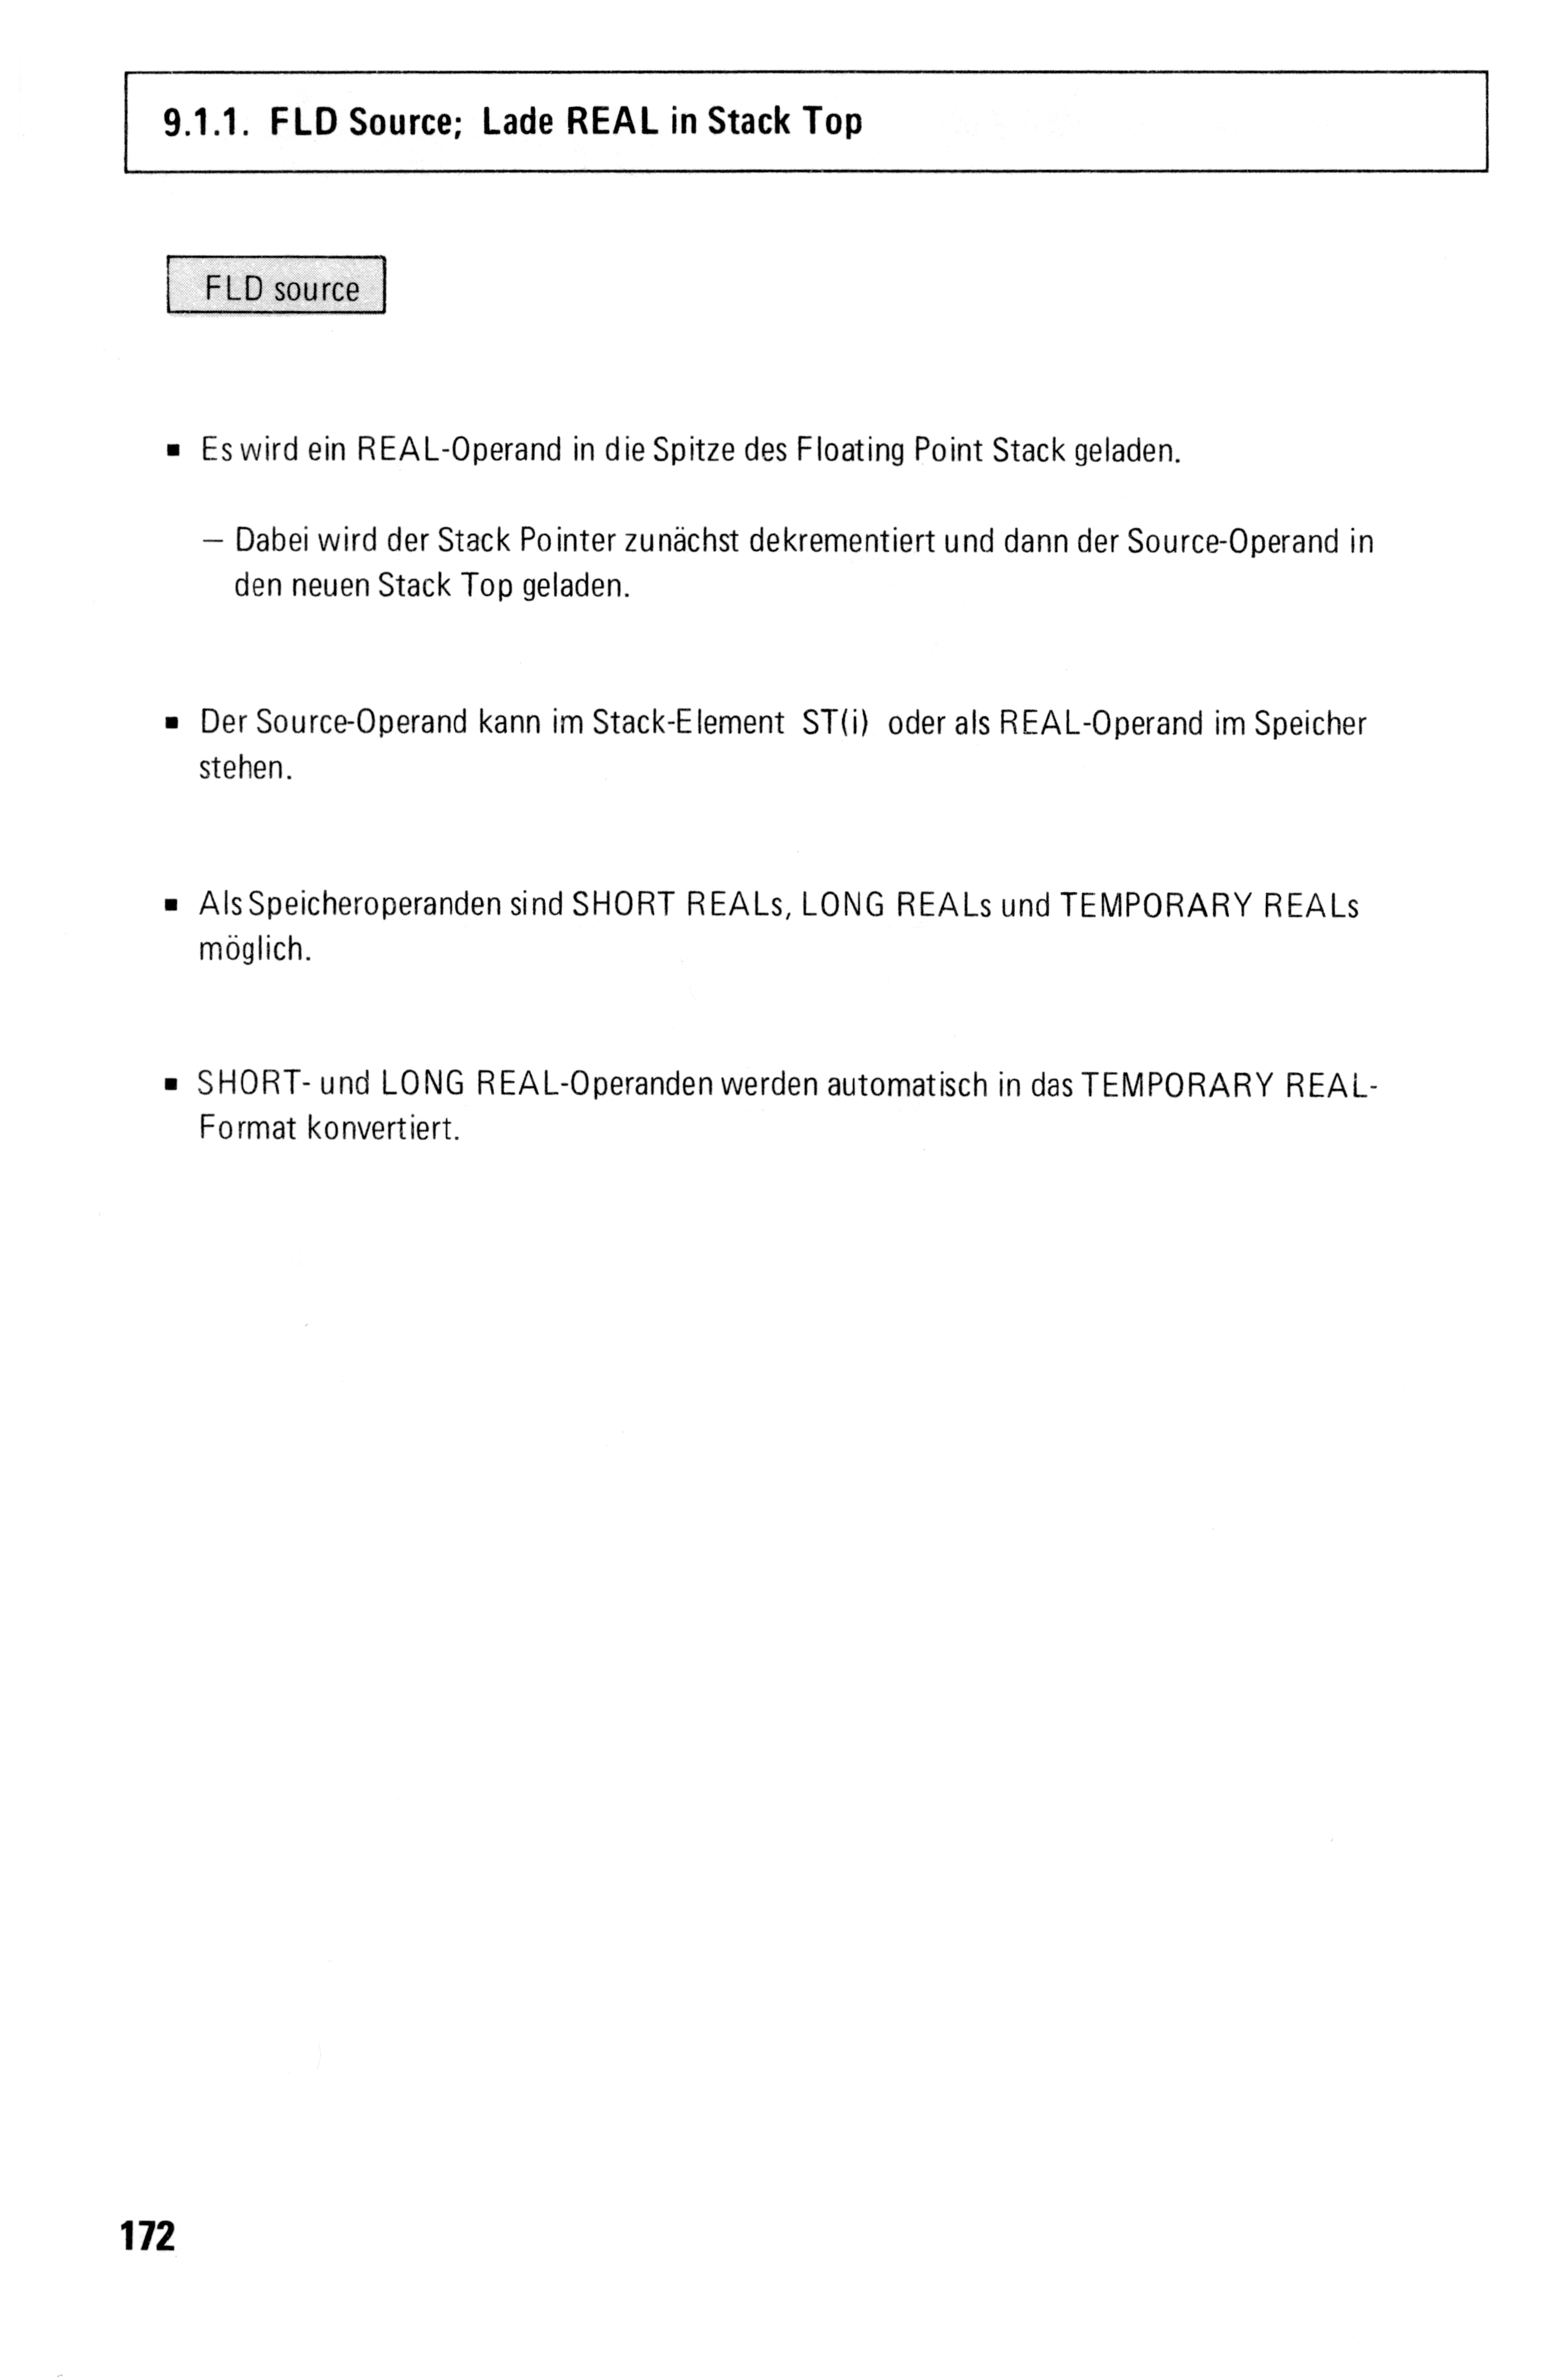 9.1.1. FLD Source; Lade REAL in Stack Top
FLD source
▪ Es wird ein REAL-Operand in die Spitze des Floating Point Stack geladen.
– Dabei wird der Stack Pointer zunächst dekrementiert und dann der Source-Operand in
den neuen Stack Top geladen.
▪ Der Source-Operand kann im Stack-Element ST(i) oder als REAL-Operand im Speicher
stehen.
▪ Als Speicheroperanden sind SHORT REALs, LONG REALs und TEMPORARY REALs
möglich.
▪ SHORT- und LONG REAL-Operanden werden automatisch in das TEMPORARY REAL-
Format konvertiert.
172